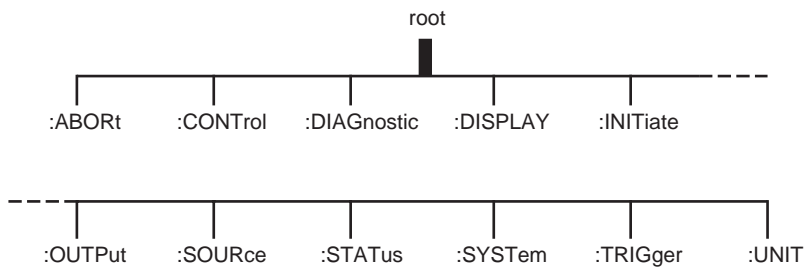 root
:ABORt :CONTrol :DIAGnostic :DISPLAY :INITiate
:OUTPut :SOURce :STATus :SYSTem :TRIGger :UNIT